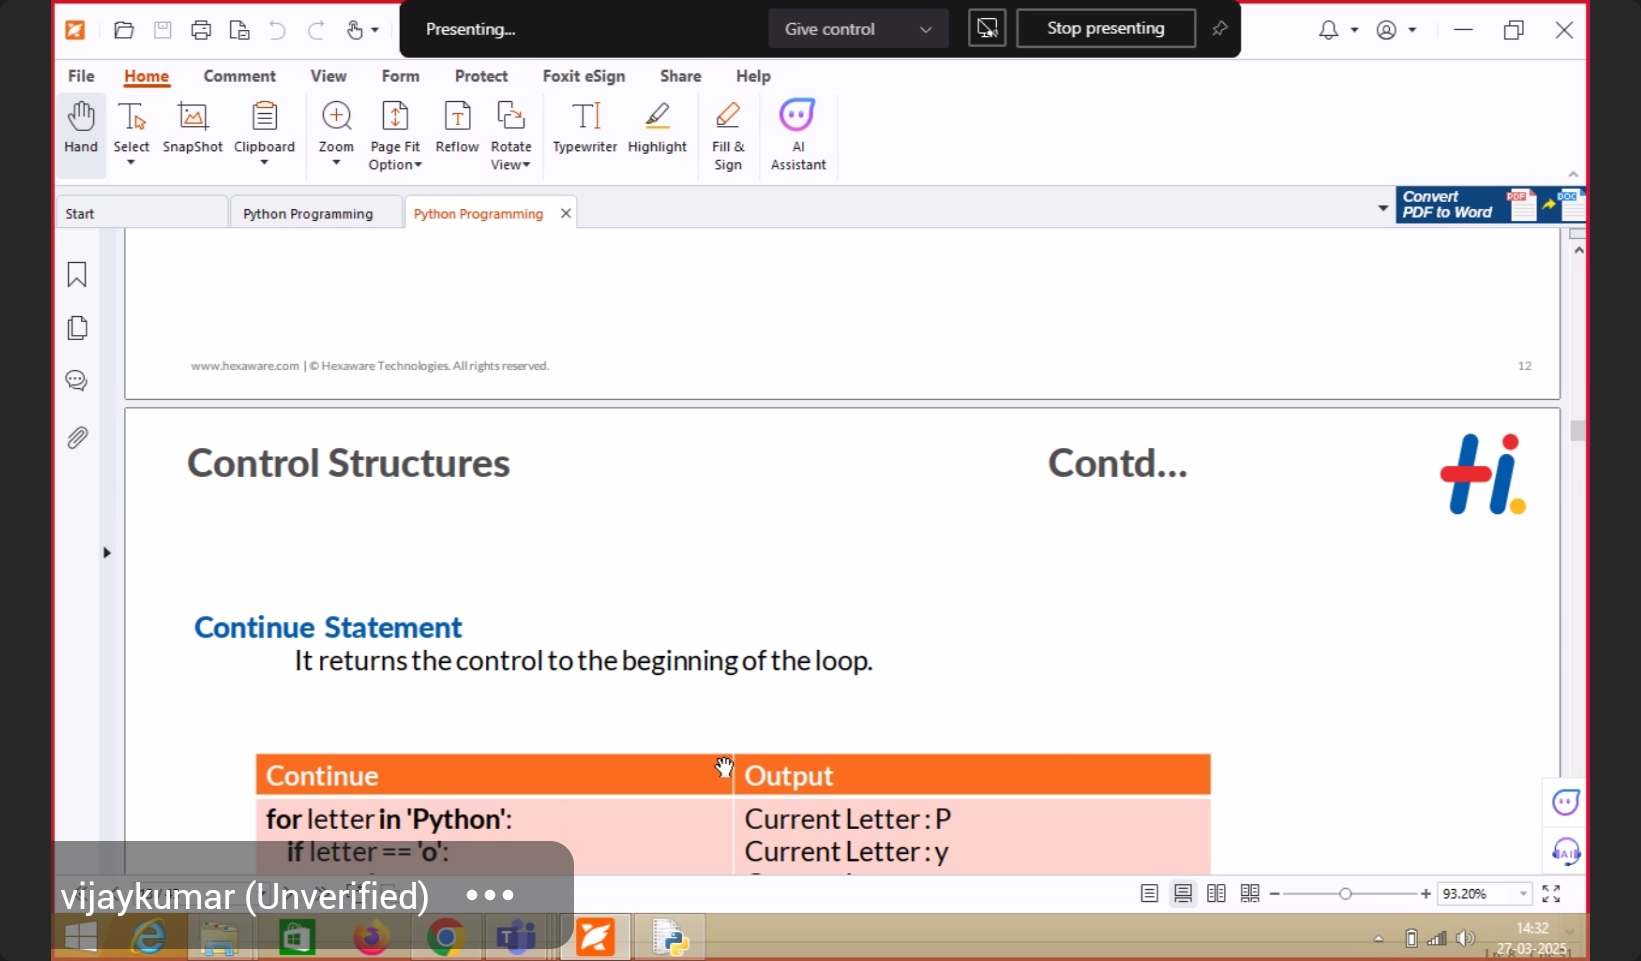 Presenting...
Give control
Stop presenting
File Home Comment View Form Protect Foxit eSign Share Help
Hand Select SnapShot Clipboard Zoom Page Fit Option Reflow Rotate View Typewriter Highlight Fill & Sign AI Assistant
Start
Python Programming
Python Programming
Convert
PDF to Word
PDF
DOC
www.hexaware.com | © Hexaware Technologies. All rights reserved.
12
Control Structures
Contd...
Hi.
Continue Statement
It returns the control to the beginning of the loop.
Continue
Output
for letter in 'Python':
Current Letter : P
if letter == 'o':
Current Letter : y
AI
vijaykumar (Unverified)
93.20%
14:32
27-03-2025